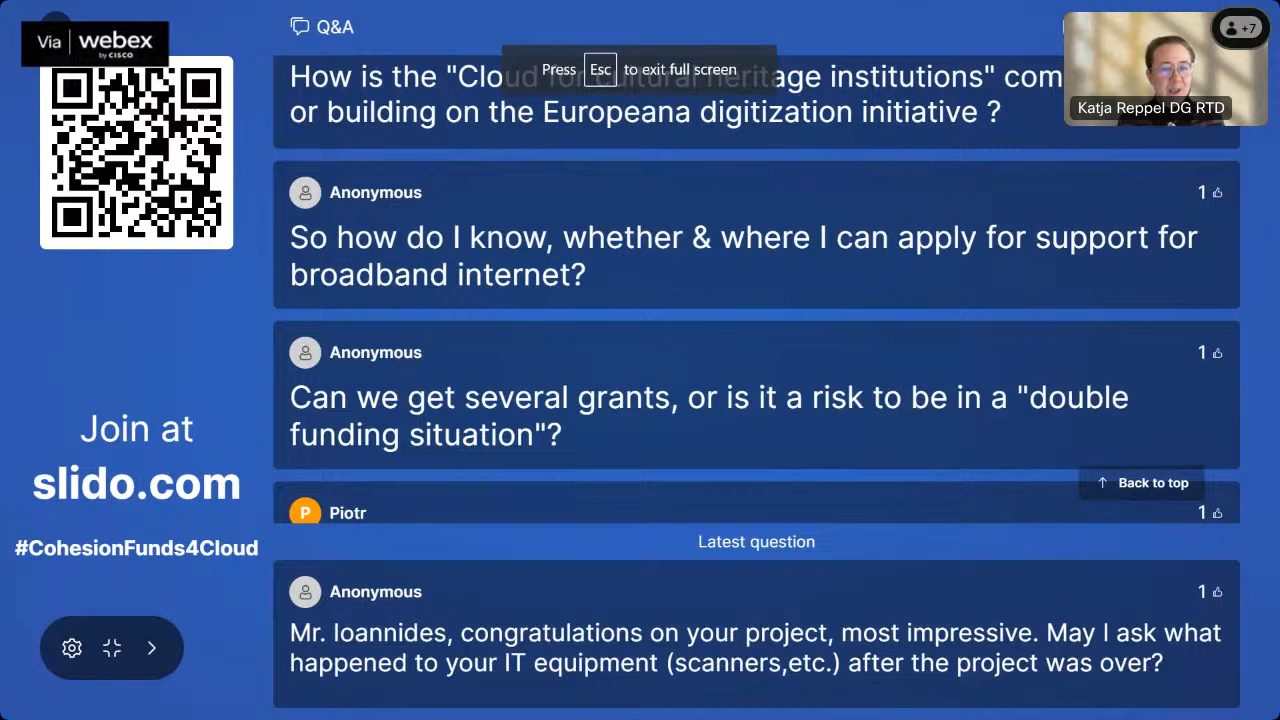 Via webex
by CISCO
Q&A
+7
Press Esc to exit full screen
How is the "Cloud for cultural heritage institutions" com
or building on the Europeana digitization initiative ?
Katja Reppel DG RTD
Anonymous
1
So how do I know, whether & where I can apply for support for
broadband internet?
Anonymous
1
Can we get several grants, or is it a risk to be in a "double
funding situation"?
Join at
slido.com
#CohesionFunds4Cloud
Back to top
P Piotr
1
Latest question
Anonymous
1
Mr. Ioannides, congratulations on your project, most impressive. May I ask what
happened to your IT equipment (scanners,etc.) after the project was over?